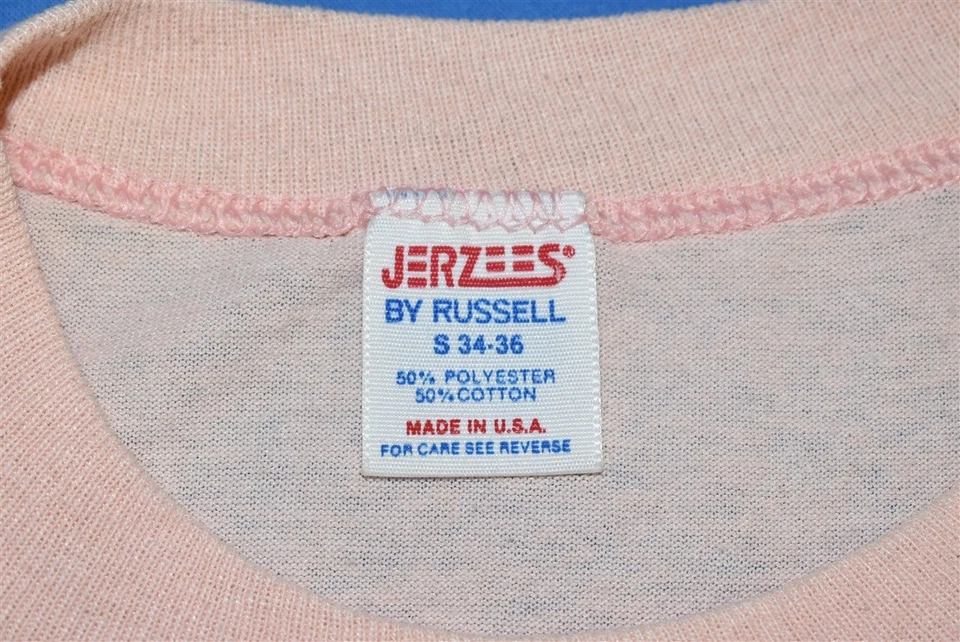 JERZEES®
BY RUSSELL
S 34-36
50% POLYESTER
50% COTTON
MADE IN U.S.A.
FOR CARE SEE REVERSE